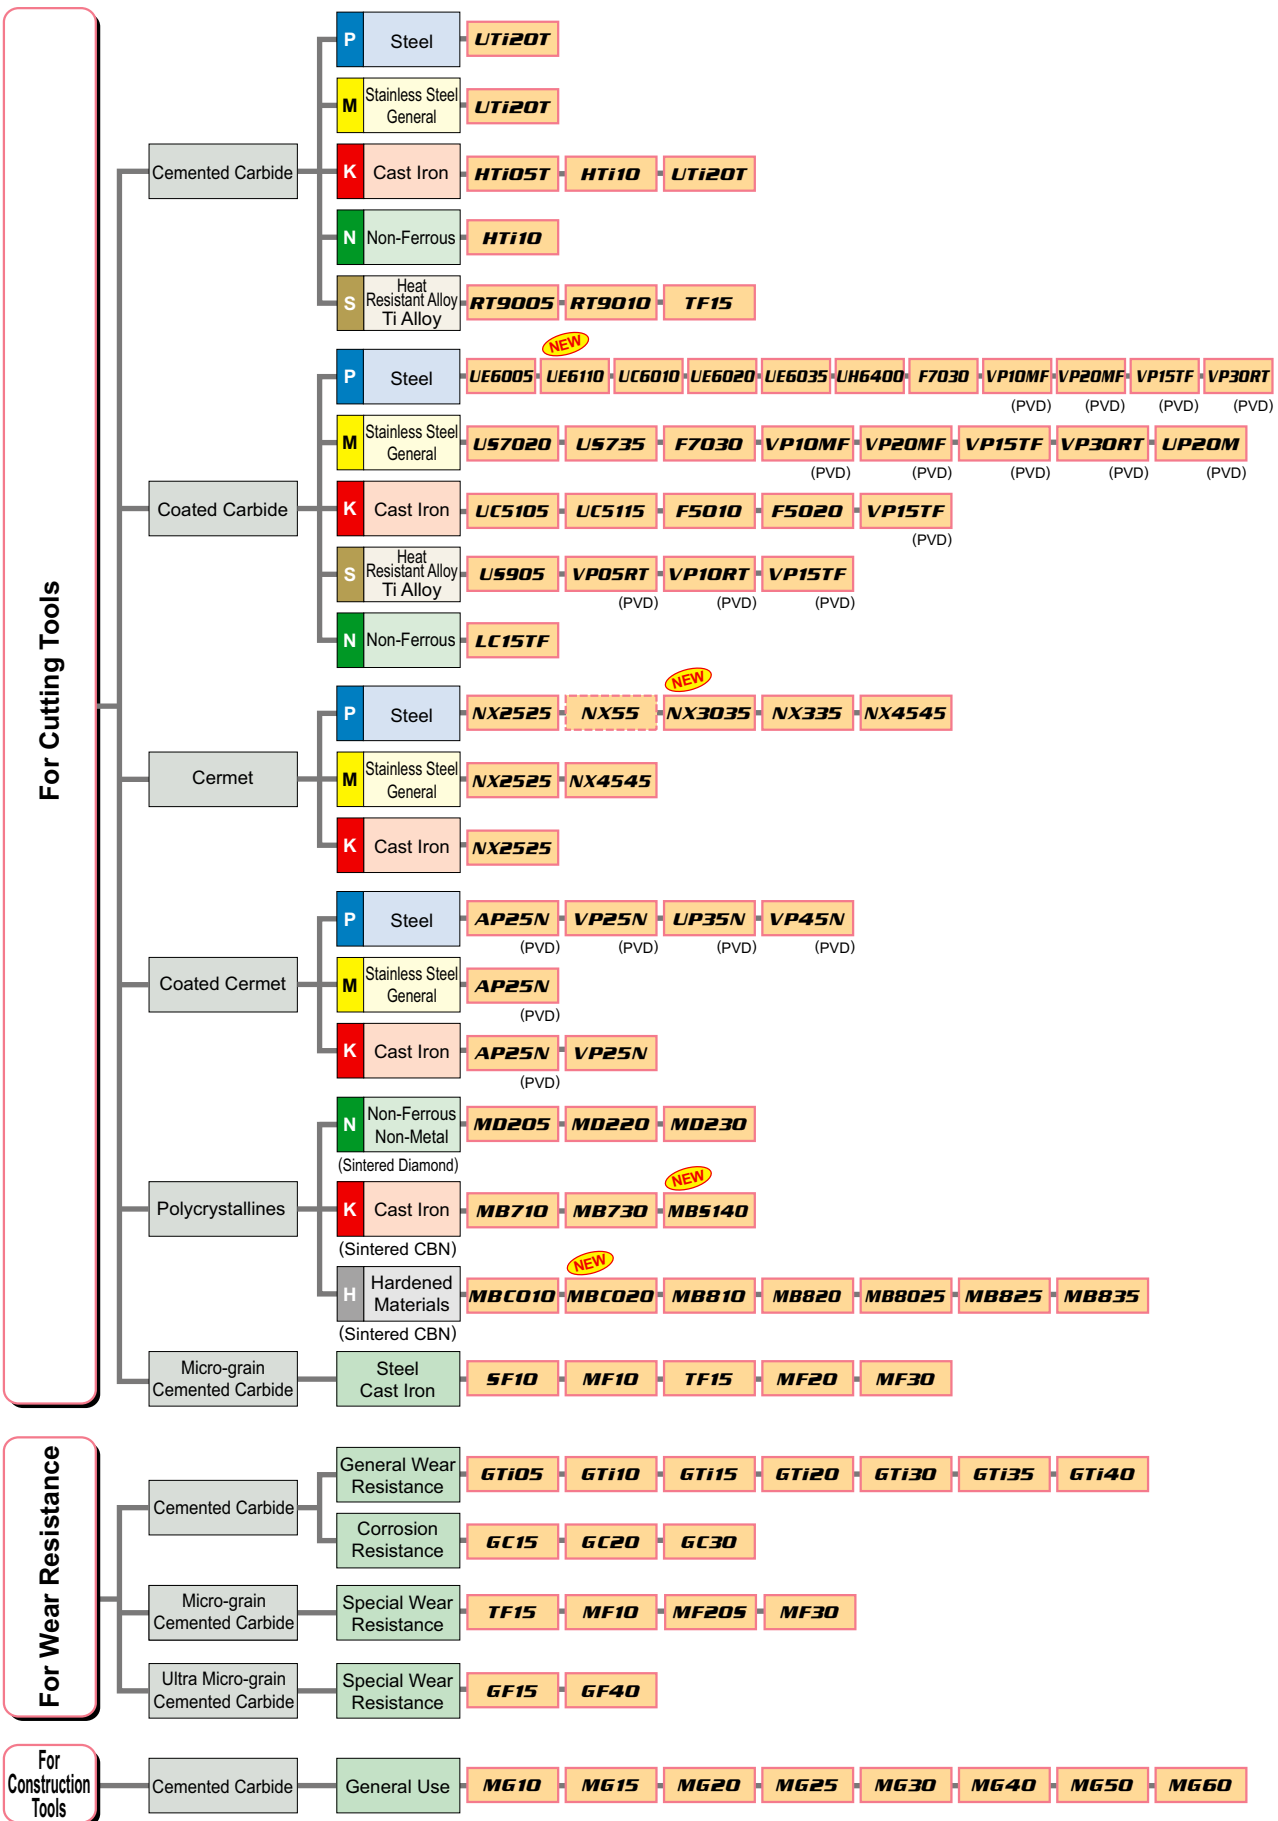 For Cutting Tools
Cemented Carbide
P Steel UTi20T
M Stainless Steel
General UTi20T
K Cast Iron HTi05T HTi10 UTi20T
N Non-Ferrous HTi10
S Heat
Resistant Alloy
Ti Alloy RT9005 RT9010 TF15
Coated Carbide
NEW
P Steel UE6005 UE6110 UC6010 UE6020 UE6035 UH6400 F7030 VP10MF VP20MF VP15TF VP30RT
(PVD) (PVD) (PVD) (PVD)
M Stainless Steel
General US7020 US735 F7030 VP10MF VP20MF VP15TF VP30RT UP20M
(PVD) (PVD) (PVD) (PVD) (PVD)
K Cast Iron UC5105 UC5115 F5010 F5020 VP15TF
(PVD)
S Heat
Resistant Alloy
Ti Alloy US905 VP05RT VP10RT VP15TF
(PVD) (PVD) (PVD)
N Non-Ferrous LC15TF
Cermet
NEW
P Steel NX2525 NX55 NX3035 NX335 NX4545
M Stainless Steel
General NX2525 NX4545
K Cast Iron NX2525
Coated Cermet
P Steel AP25N VP25N UP35N VP45N
(PVD) (PVD) (PVD) (PVD)
M Stainless Steel
General AP25N
(PVD)
K Cast Iron AP25N VP25N
(PVD)
Polycrystallines
N Non-Ferrous
Non-Metal MD205 MD220 MD230
(Sintered Diamond)
NEW
K Cast Iron MB710 MB730 MBS140
(Sintered CBN)
NEW
H Hardened
Materials MBC010 MBC020 MB810 MB820 MB8025 MB825 MB835
(Sintered CBN)
Micro-grain
Cemented Carbide
Steel
Cast Iron SF10 MF10 TF15 MF20 MF30
For Wear Resistance
Cemented Carbide
General Wear
Resistance GTi05 GTi10 GTi15 GTi20 GTi30 GTi35 GTi40
Corrosion
Resistance GC15 GC20 GC30
Micro-grain
Cemented Carbide
Special Wear
Resistance TF15 MF10 MF20S MF30
Ultra Micro-grain
Cemented Carbide
Special Wear
Resistance GF15 GF40
For
Construction
Tools
Cemented Carbide
General Use MG10 MG15 MG20 MG25 MG30 MG40 MG50 MG60